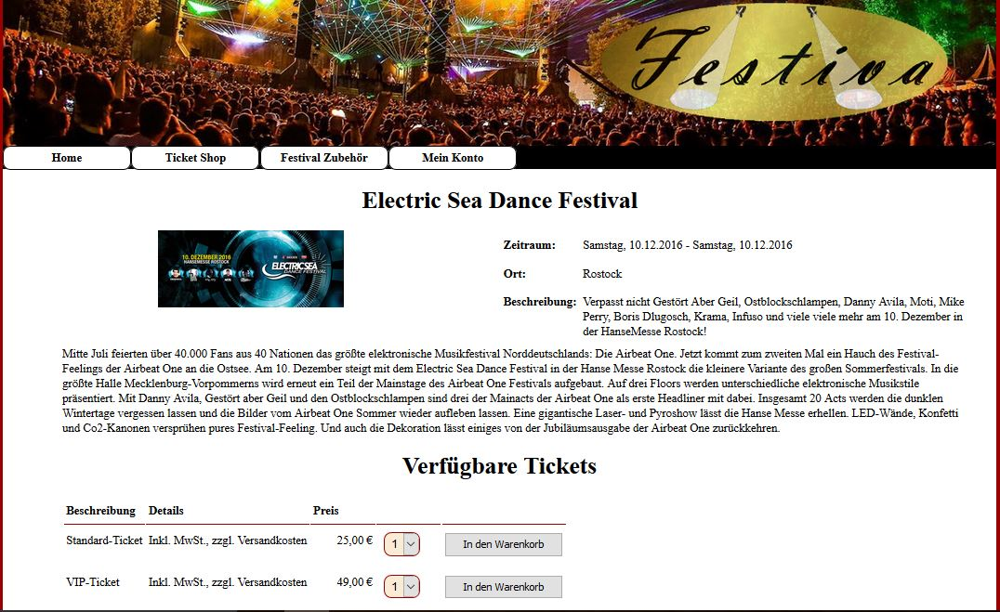 Festiva
Home
Ticket Shop
Festival Zubehör
Mein Konto
Electric Sea Dance Festival
10. DEZEMBER 2016
HANSEMESSE ROSTOCK
ELECTRIC SEA
DANCE FESTIVAL
Zeitraum: Samstag, 10.12.2016 - Samstag, 10.12.2016
Ort: Rostock
Beschreibung: Verpasst nicht Gestört Aber Geil, Ostblockschlampen, Danny Avila, Moti, Mike
Perry, Boris Dlugosch, Krama, Infuso und viele viele mehr am 10. Dezember in
der HanseMesse Rostock!
Mitte Juli feierten über 40.000 Fans aus 40 Nationen das größte elektronische Musikfestival Norddeutschlands: Die Airbeat One. Jetzt kommt zum zweiten Mal ein Hauch des Festival-
Feelings der Airbeat One an die Ostsee. Am 10. Dezember steigt mit dem Electric Sea Dance Festival in der Hanse Messe Rostock die kleinere Variante des großen Sommerfestivals. In die
größte Halle Mecklenburg-Vorpommerns wird erneut ein Teil der Mainstage des Airbeat One Festivals aufgebaut. Auf drei Floors werden unterschiedliche elektronische Musikstile
präsentiert. Mit Danny Avila, Gestört aber Geil und den Ostblockschlampen sind drei der Mainacts der Airbeat One als erste Headliner mit dabei. Insgesamt 20 Acts werden die dunklen
Wintertage vergessen lassen und die Bilder vom Airbeat One Sommer wieder aufleben lassen. Eine gigantische Laser- und Pyroshow lässt die Hanse Messe erhellen. LED-Wände, Konfetti
und Co2-Kanonen versprühen pures Festival-Feeling. Und auch die Dekoration lässt einiges von der Jubiläumsausgabe der Airbeat One zurückkehren.
Verfügbare Tickets
Beschreibung Details Preis
Standard-Ticket Inkl. MwSt., zzgl. Versandkosten 25,00 € 1 In den Warenkorb
VIP-Ticket Inkl. MwSt., zzgl. Versandkosten 49,00 € 1 In den Warenkorb